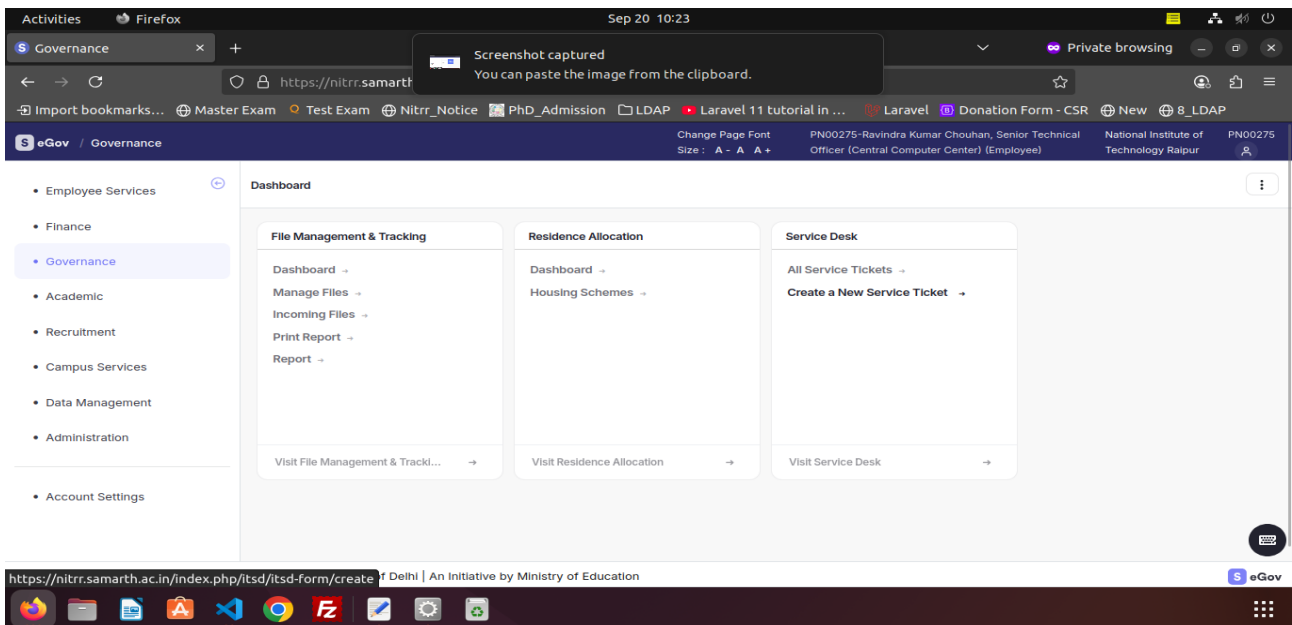 Activities Firefox Sep 20 10:23
Governance × +
Screenshot captured
You can paste the image from the clipboard.
Private browsing
https://nitrr.samarth
Import bookmarks... Master Exam Test Exam Nitrr_Notice PhD_Admission LDAP Laravel 11 tutorial in ... Laravel Donation Form - CSR New 8_LDAP
S eGov / Governance
Change Page Font
Size : A - A A +
PN00275-Ravindra Kumar Chouhan, Senior Technical
Officer (Central Computer Center) (Employee)
National Institute of
Technology Raipur
PN00275
Employee Services
Finance
Governance
Academic
Recruitment
Campus Services
Data Management
Administration
Account Settings
Dashboard
File Management & Tracking
Dashboard →
Manage Files →
Incoming Files →
Print Report →
Report →
Visit File Management & Tracki... →
Residence Allocation
Dashboard →
Housing Schemes →
Visit Residence Allocation →
Service Desk
All Service Tickets →
Create a New Service Ticket →
Visit Service Desk →
https://nitrr.samarth.ac.in/index.php/itsd/itsd-form/create
of Delhi | An Initiative by Ministry of Education
S eGov